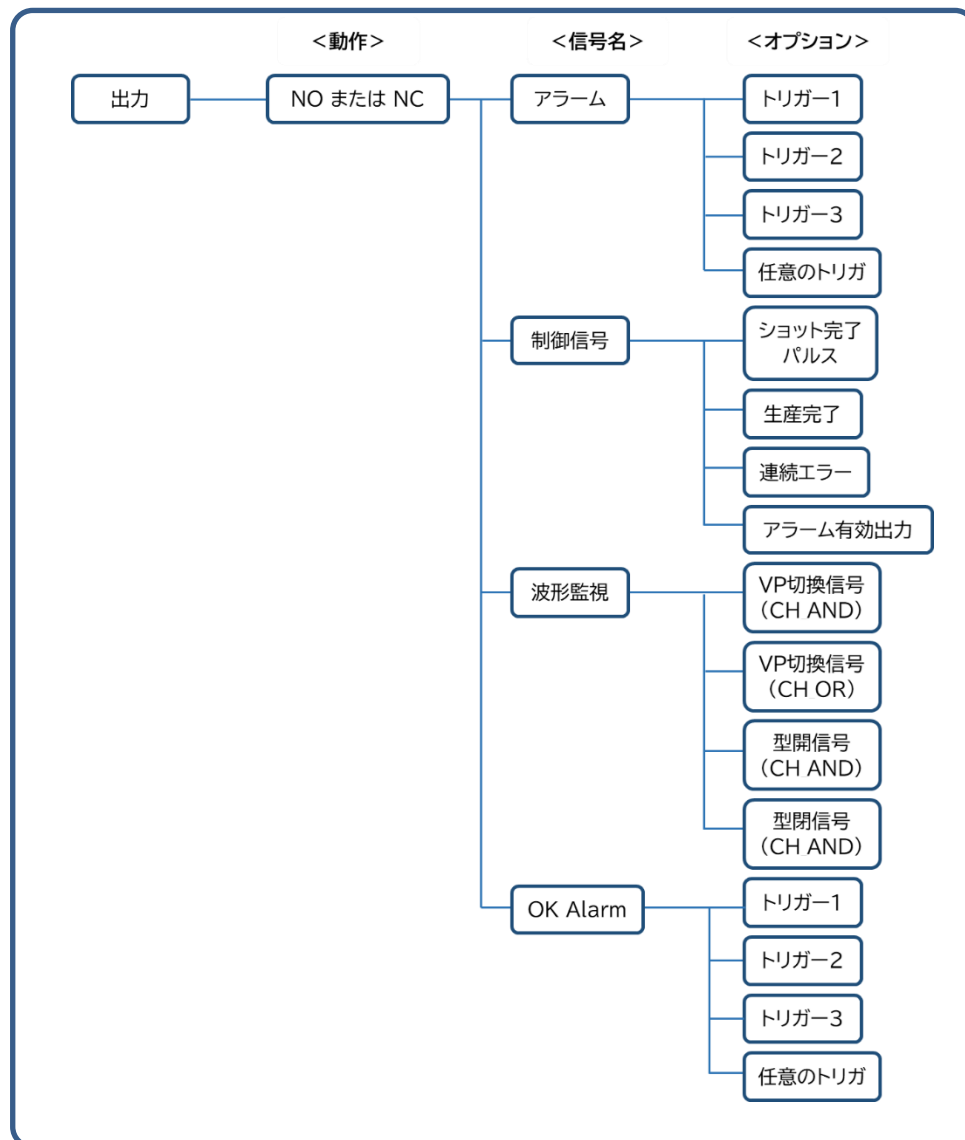 <動作>
<信号名>
<オプション>
出力
NO または NC
アラーム
トリガー1
トリガー2
トリガー3
任意のトリガ
制御信号
ショット完了
パルス
生産完了
連続エラー
アラーム有効出力
波形監視
VP切換信号
(CH AND)
VP切換信号
(CH OR)
型開信号
(CH AND)
型閉信号
(CH AND)
OK Alarm
トリガー1
トリガー2
トリガー3
任意のトリガ